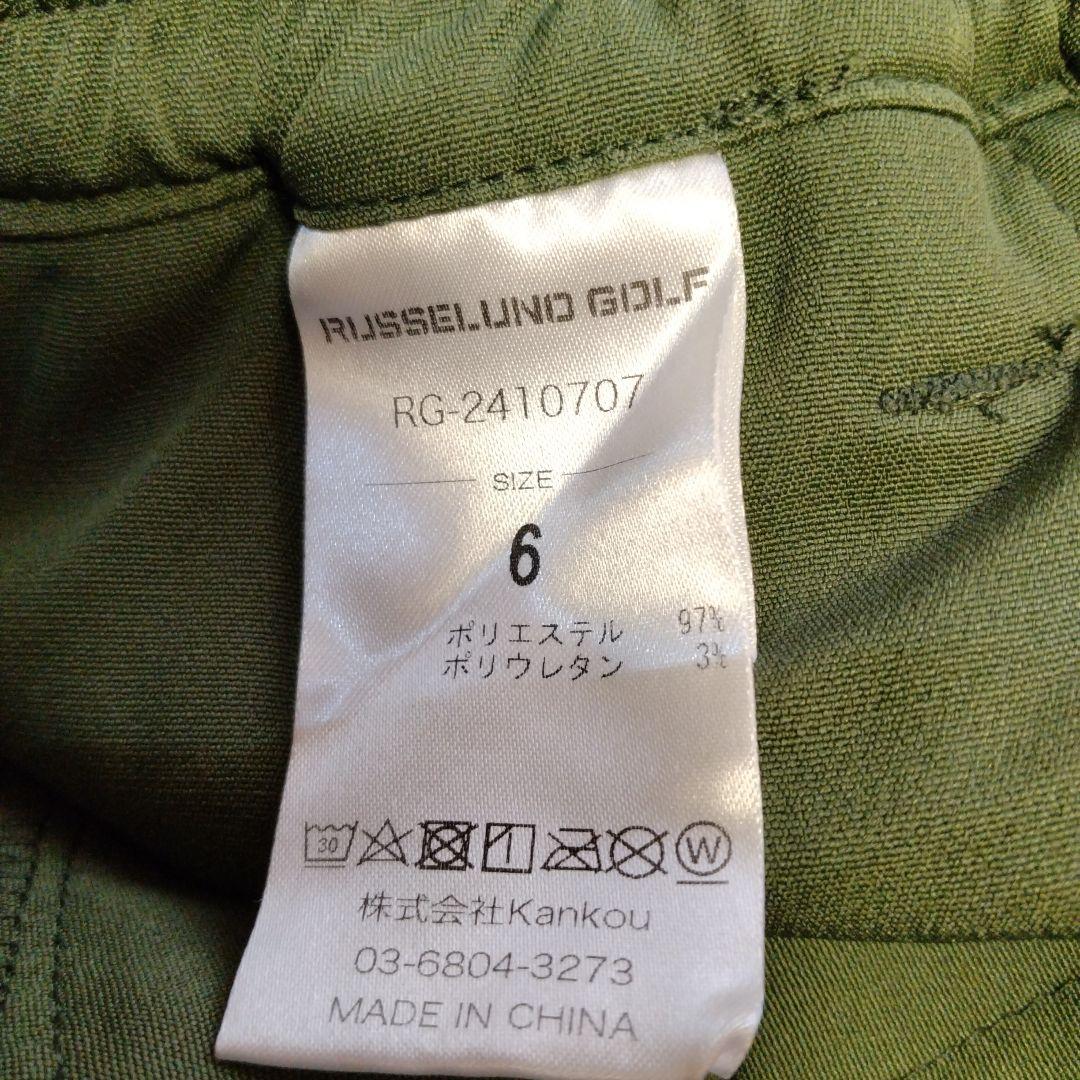 RUSSELUNO GOLF
RG-2410707
SIZE
6
ポリエステル 97%
ポリウレタン 3%
30 W
株式会社Kankou
03-6804-3273
MADE IN CHINA